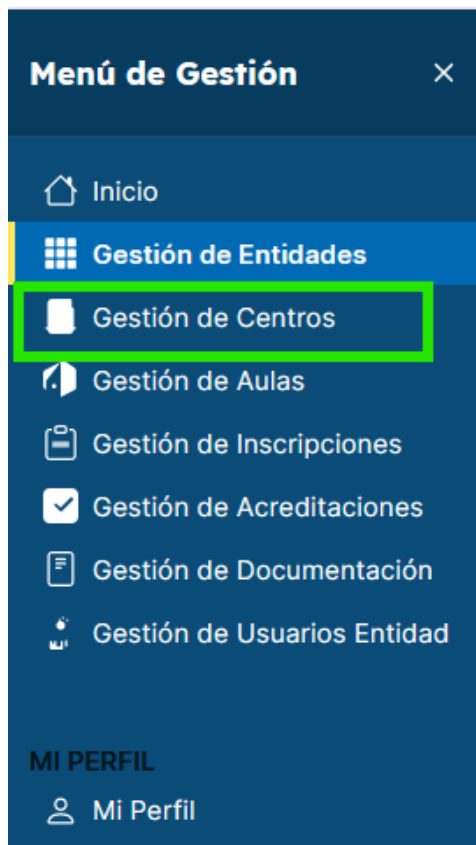 Menú de Gestión
Inicio
Gestión de Entidades
Gestión de Centros
Gestión de Aulas
Gestión de Inscripciones
Gestión de Acreditaciones
Gestión de Documentación
Gestión de Usuarios Entidad
MI PERFIL
Mi Perfil